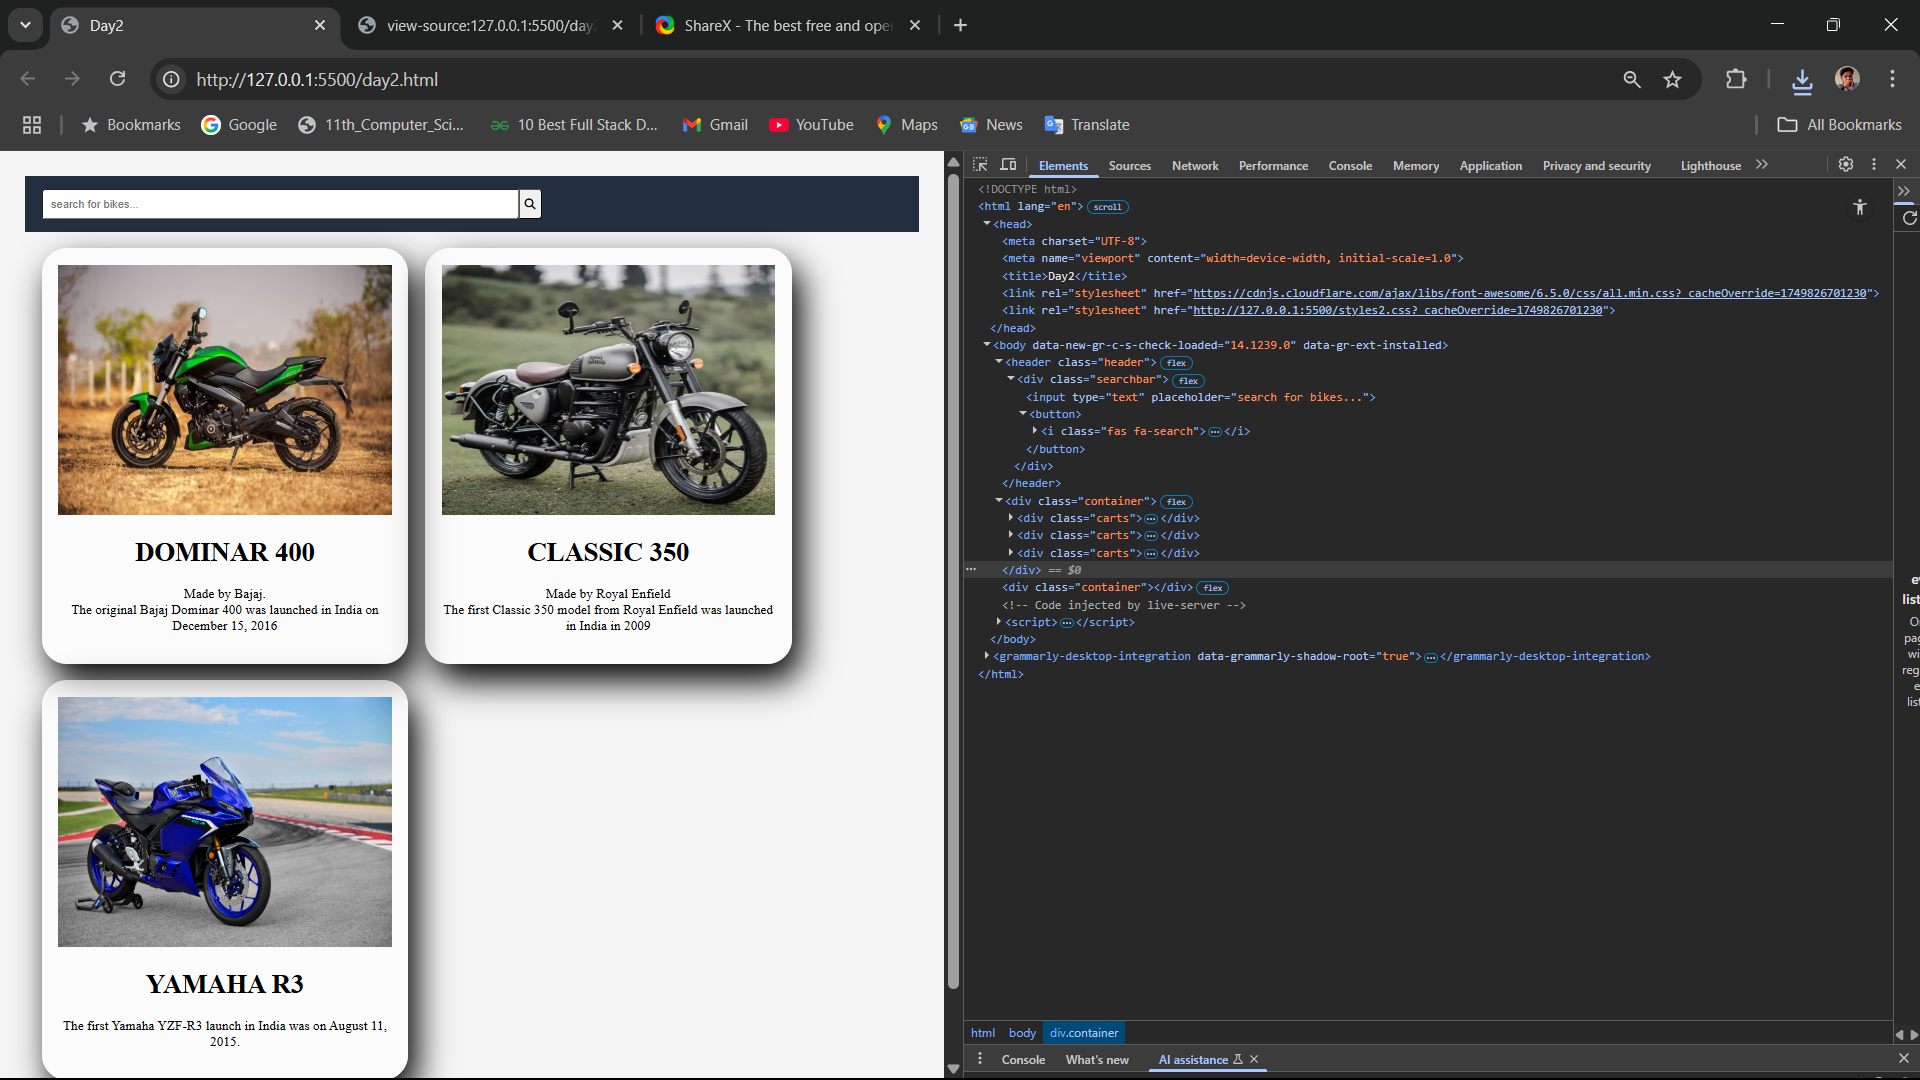 Day2
view-source:127.0.0.1:5500/day
ShareX - The best free and ope
http://127.0.0.1:5500/day2.html
Bookmarks
Google
11th_Computer_Sci...
10 Best Full Stack D...
Gmail
YouTube
Maps
News
Translate
All Bookmarks
search for bikes...
DOMINAR 400
Made by Bajaj.
The original Bajaj Dominar 400 was launched in India on
December 15, 2016
CLASSIC 350
Made by Royal Enfield
The first Classic 350 model from Royal Enfield was launched
in India in 2009
YAMAHA R3
The first Yamaha YZF-R3 launch in India was on August 11,
2015.
Elements
Sources
Network
Performance
Console
Memory
Application
Privacy and security
Lighthouse
<!DOCTYPE html>
<html lang="en"> scroll
<head>
<meta charset="UTF-8">
<meta name="viewport" content="width=device-width, initial-scale=1.0">
<title>Day2</title>
<link rel="stylesheet" href="https://cdnjs.cloudflare.com/ajax/libs/font-awesome/6.5.0/css/all.min.css?_cacheOverride=1749826701230">
<link rel="stylesheet" href="http://127.0.0.1:5500/styles2.css?_cacheOverride=1749826701230">
</head>
<body data-new-gr-c-s-check-loaded="14.1239.0" data-gr-ext-installed>
<header class="header"> flex
<div class="searchbar"> flex
<input type="text" placeholder="search for bikes...">
<button>
<i class="fas fa-search">…</i>
</button>
</div>
</header>
<div class="container"> flex
<div class="carts">…</div>
<div class="carts">…</div>
<div class="carts">…</div>
</div> == $0
<div class="container"></div> flex
<!-- Code injected by live-server -->
<script>…</script>
</body>
<grammarly-desktop-integration data-grammarly-shadow-root="true">…</grammarly-desktop-integration>
</html>
html
body
div.container
Console
What's new
AI assistance